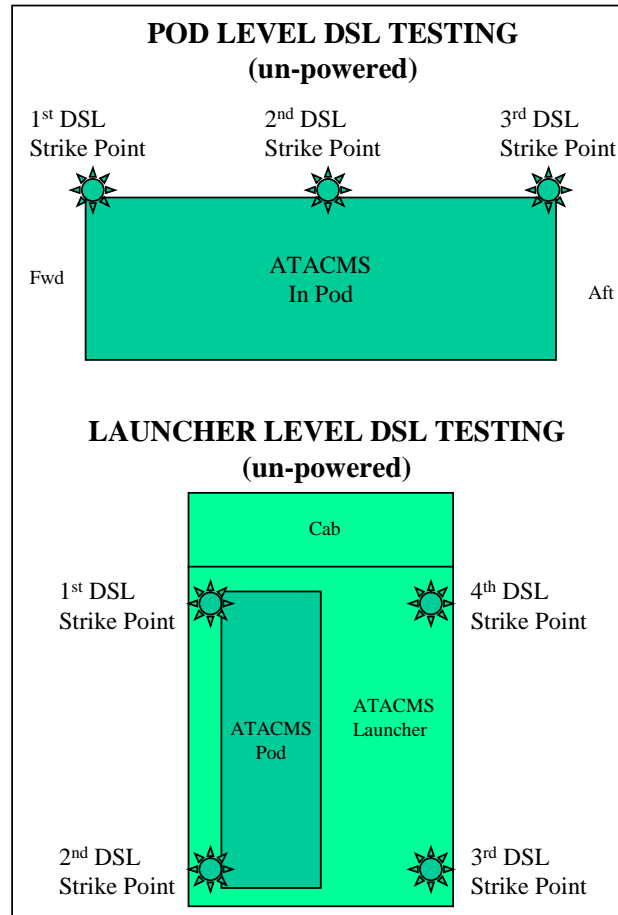 POD LEVEL DSL TESTING
(un-powered)
1st DSL
Strike Point
2nd DSL
Strike Point
3rd DSL
Strike Point
Fwd
ATACMS
In Pod
Aft
LAUNCHER LEVEL DSL TESTING
(un-powered)
Cab
1st DSL
Strike Point
4th DSL
Strike Point
ATACMS
Pod
ATACMS
Launcher
2nd DSL
Strike Point
3rd DSL
Strike Point